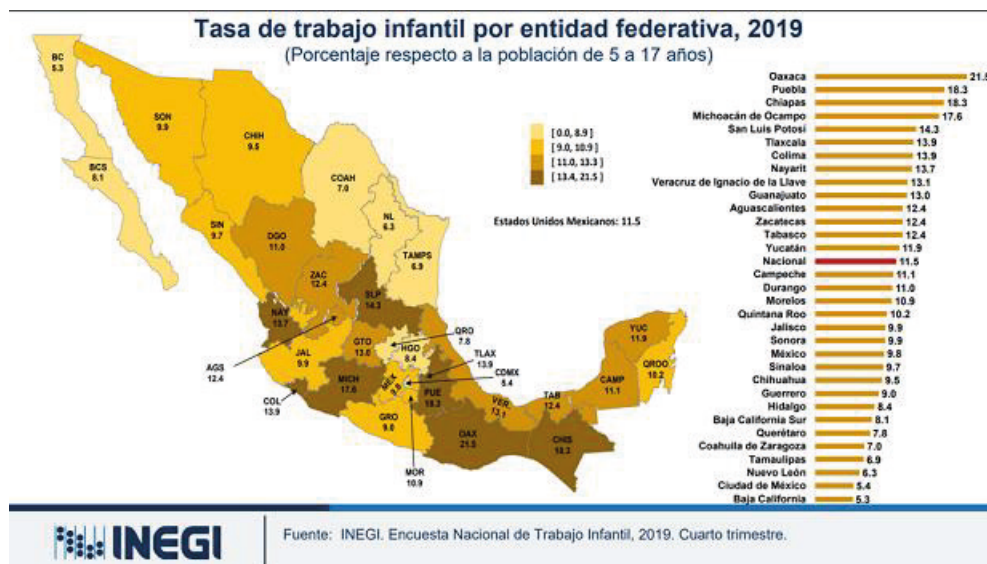 Tasa de trabajo infantil por entidad federativa, 2019
(Porcentaje respecto a la población de 5 a 17 años)
BC
5.3
SON
9.9
CHIH
9.5
BCS
8.1
COAH
7.0
SIN
9.7
DGO
11.0
NL
6.3
TAMPS
6.9
ZAC
12.4
SLP
14.3
NAY
13.7
AGS
12.4
JAL
9.9
GTO
13.0
QRO
7.8
HGO
8.4
TLAX
13.9
CDMX
5.4
COL
13.9
MICH
17.6
MEX
9.8
PUE
18.3
VER.
13.1
TAB
12.4
YUC
11.9
QROO
10.2
CAMP
11.1
GRO
9.0
OAX
21.5
CHIS
18.3
MOR
10.9
[ 0.0, 8.9 ]
[ 9.0, 10.9 ]
[ 11.0, 13.3 ]
[ 13.4, 21.5 ]
Estados Unidos Mexicanos: 11.5
Oaxaca 21.5
Puebla 18.3
Chiapas 18.3
Michoacán de Ocampo 17.6
San Luis Potosí 14.3
Tlaxcala 13.9
Colima 13.9
Nayarit 13.7
Veracruz de Ignacio de la Llave 13.1
Guanajuato 13.0
Aguascalientes 12.4
Zacatecas 12.4
Tabasco 12.4
Yucatán 11.9
Nacional 11.5
Campeche 11.1
Durango 11.0
Morelos 10.9
Quintana Roo 10.2
Jalisco 9.9
Sonora 9.9
México 9.8
Sinaloa 9.7
Chihuahua 9.5
Guerrero 9.0
Hidalgo 8.4
Baja California Sur 8.1
Querétaro 7.8
Coahuila de Zaragoza 7.0
Tamaulipas 6.9
Nuevo León 6.3
Ciudad de México 5.4
Baja California 5.3
INEGI
Fuente: INEGI. Encuesta Nacional de Trabajo Infantil, 2019. Cuarto trimestre.